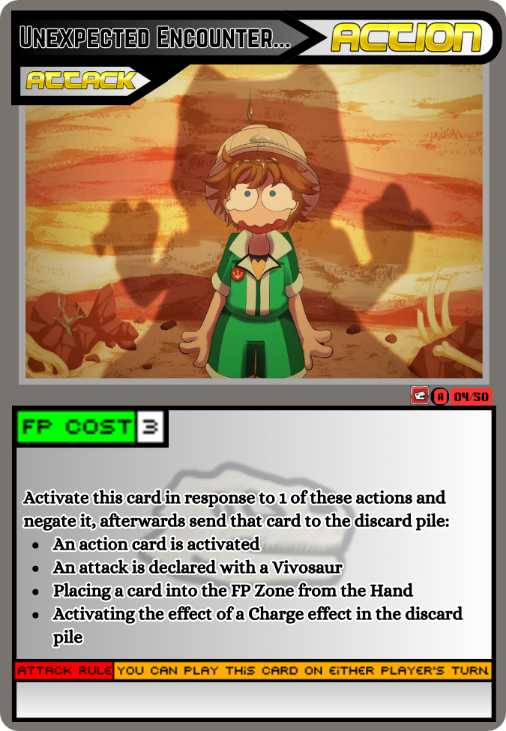 Unexpected Encounter...
ACTION
ATTACK
A 04/50
FP COST 3
Activate this card in response to 1 of these actions and
negate it, afterwards send that card to the discard pile:
• An action card is activated
• An attack is declared with a Vivosaur
• Placing a card into the FP Zone from the Hand
• Activating the effect of a Charge effect in the discard
pile
ATTACK RULE YOU CAN PLAY THIS CARD ON EITHER PLAYER'S TURN.